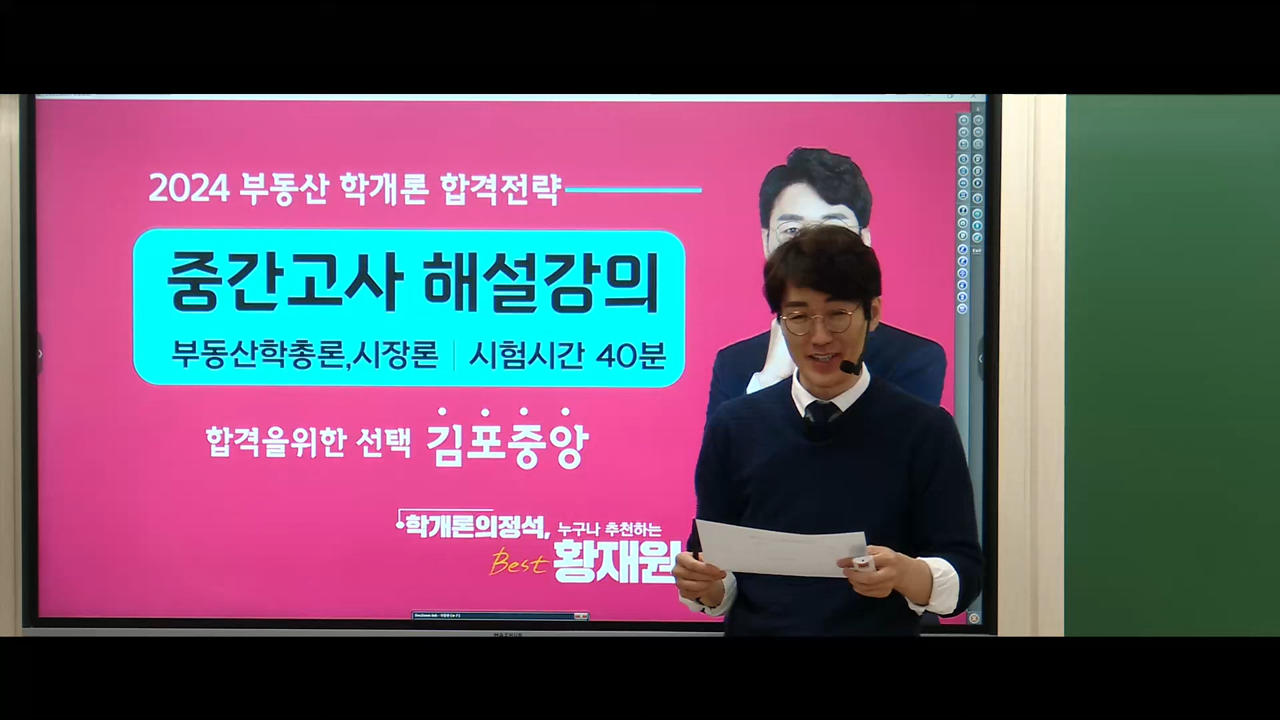 2024 부동산 학개론 합격전략
중간고사 해설강의
부동산학총론,시장론 | 시험시간 40분
합격을위한 선택 김포중앙
학개론의정석, 누구나 추천하는
Best 황재원